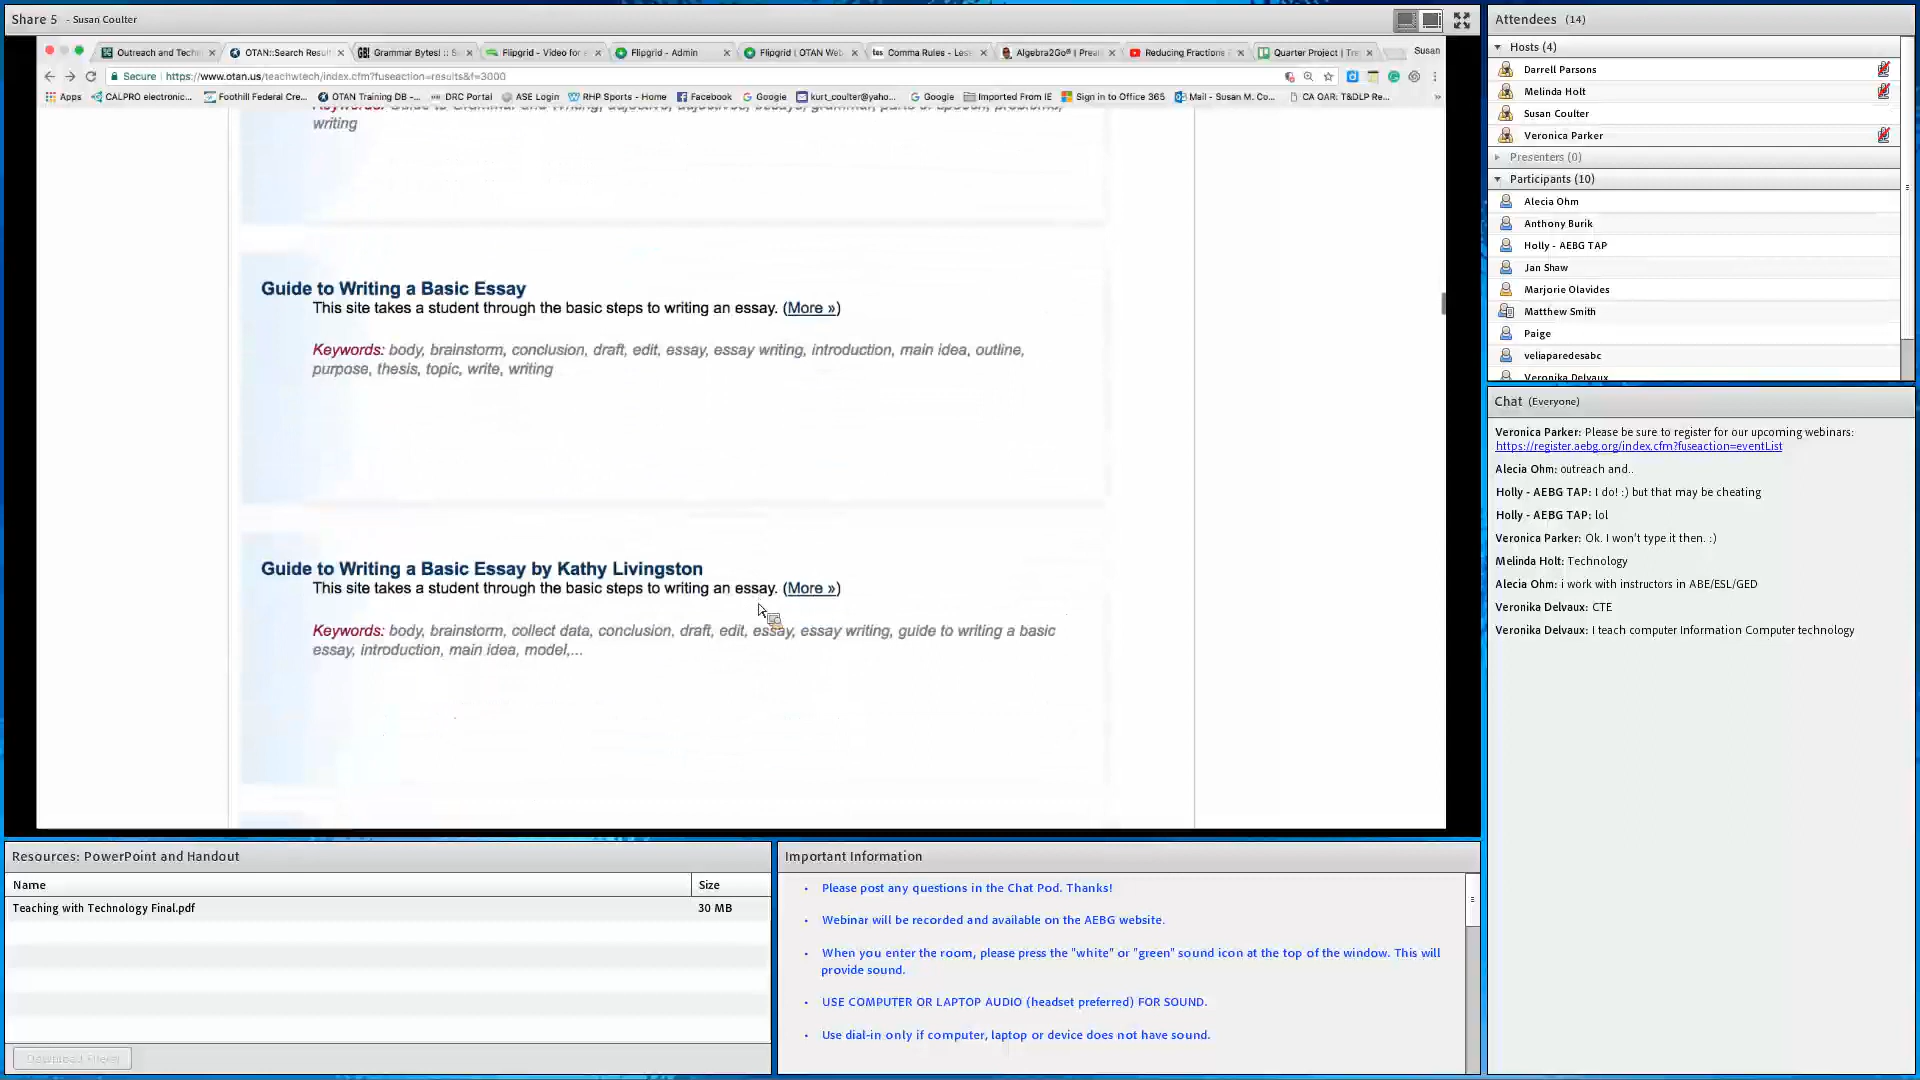 Share 5 - Susan Coulter
Outreach and Techn
OTAN::Search Resul
Grammar Bytes! ::
Flipgrid - Video for
Flipgrid - Admin
Flipgrid ( OTAN Web
Comma Rules - Les
Algebra2Go® | Prea
Reducing Fractions
Quarter Project | Tr
Susan
Secure https://www.otan.us/teachwtech/index.cfm?fuseaction=results&f=3000
Apps CALPRO electronic... Foothill Federal Cre... OTAN Training DB -... DRC Portal ASE Login RHP Sports - Home Facebook Google kurt_coulter@yaho... Google Imported From IE Sign in to Office 365 Mail - Susan M. Co... CA OAR: T&DLP Re... »
writing
Guide to Writing a Basic Essay
This site takes a student through the basic steps to writing an essay. (More »)
Keywords: body, brainstorm, conclusion, draft, edit, essay, essay writing, introduction, main idea, outline,
purpose, thesis, topic, write, writing
Guide to Writing a Basic Essay by Kathy Livingston
This site takes a student through the basic steps to writing an essay. (More »)
Keywords: body, brainstorm, collect data, conclusion, draft, edit, essay, essay writing, guide to writing a basic
essay, introduction, main idea, model,...
Attendees (14)
Hosts (4)
Darrell Parsons
Melinda Holt
Susan Coulter
Veronica Parker
Presenters (0)
Participants (10)
Alecia Ohm
Anthony Burik
Holly - AEBG TAP
Jan Shaw
Marjorie Olavides
Matthew Smith
Paige
veliaparedesabc
Veronika Delvaux
Chat (Everyone)
Veronica Parker: Please be sure to register for our upcoming webinars:
https://register.aebg.org/index.cfm?fuseaction=eventList
Alecia Ohm: outreach and..
Holly - AEBG TAP: I do! :) but that may be cheating
Holly - AEBG TAP: lol
Veronica Parker: Ok. I won't type it then. :)
Melinda Holt: Technology
Alecia Ohm: i work with instructors in ABE/ESL/GED
Veronika Delvaux: CTE
Veronika Delvaux: I teach computer Information Computer technology
Resources: PowerPoint and Handout
Name Size
Teaching with Technology Final.pdf 30 MB
Download File(s)
Important Information
• Please post any questions in the Chat Pod. Thanks!
• Webinar will be recorded and available on the AEBG website.
• When you enter the room, please press the "white" or "green" sound icon at the top of the window. This will
provide sound.
• USE COMPUTER OR LAPTOP AUDIO (headset preferred) FOR SOUND.
• Use dial-in only if computer, laptop or device does not have sound.